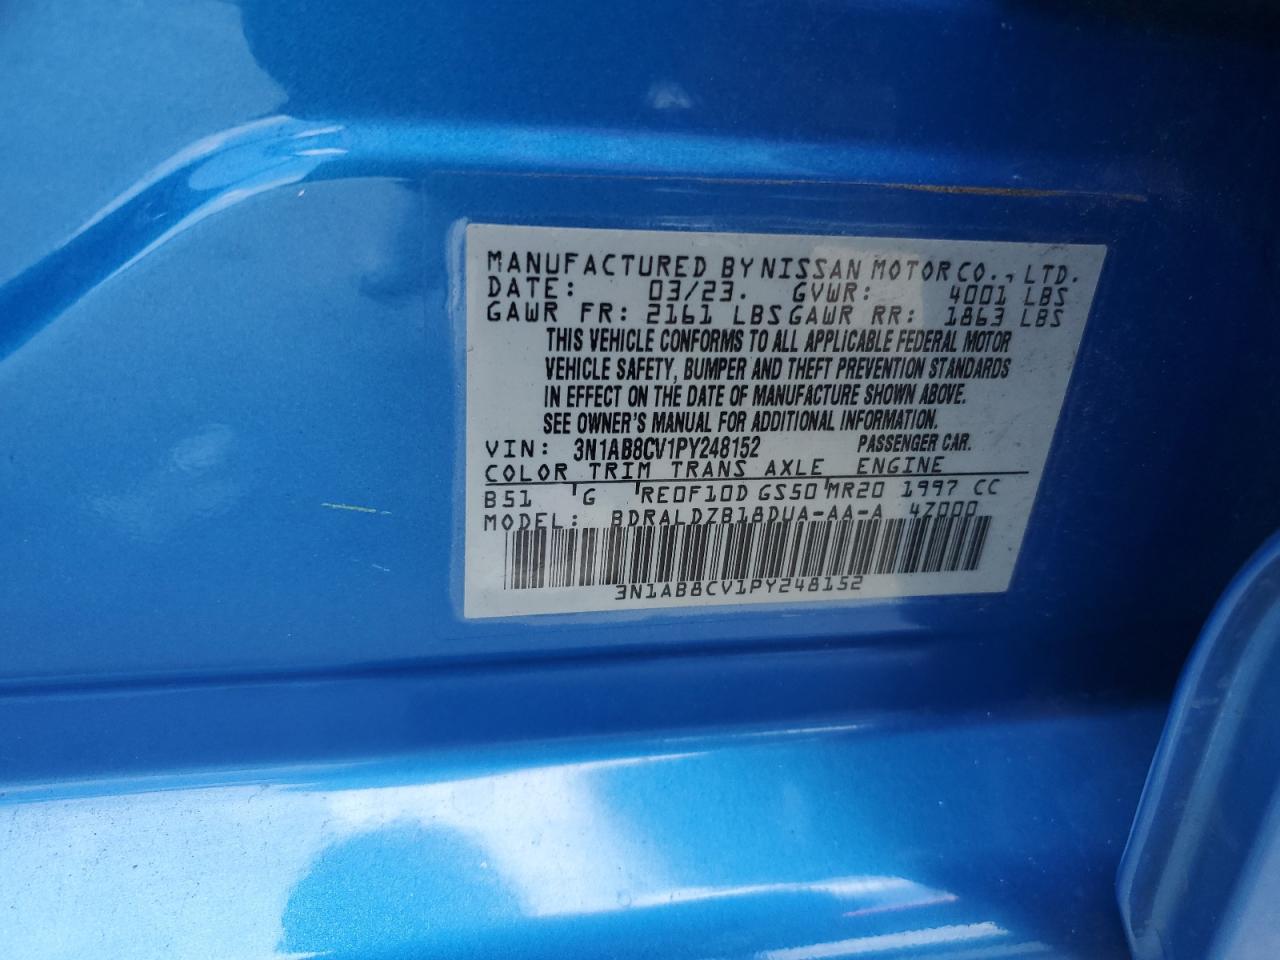 MANUFACTURED BY NISSAN MOTOR CO., LTD.
DATE: 03/23. GVWR: 4001 LBS
GAWR FR: 2161 LBS GAWR RR: 1863 LBS
THIS VEHICLE CONFORMS TO ALL APPLICABLE FEDERAL MOTOR
VEHICLE SAFETY, BUMPER AND THEFT PREVENTION STANDARDS
IN EFFECT ON THE DATE OF MANUFACTURE SHOWN ABOVE.
SEE OWNER'S MANUAL FOR ADDITIONAL INFORMATION.
VIN: 3N1AB8CV1PY248152 PASSENGER CAR.
COLOR TRIM TRANS AXLE ENGINE
B51 G RE0F10D GS50 MR20 1997 CC
MODEL: BDRALDZB18DUA-AA-A 4Z000
3N1AB8CV1PY248152